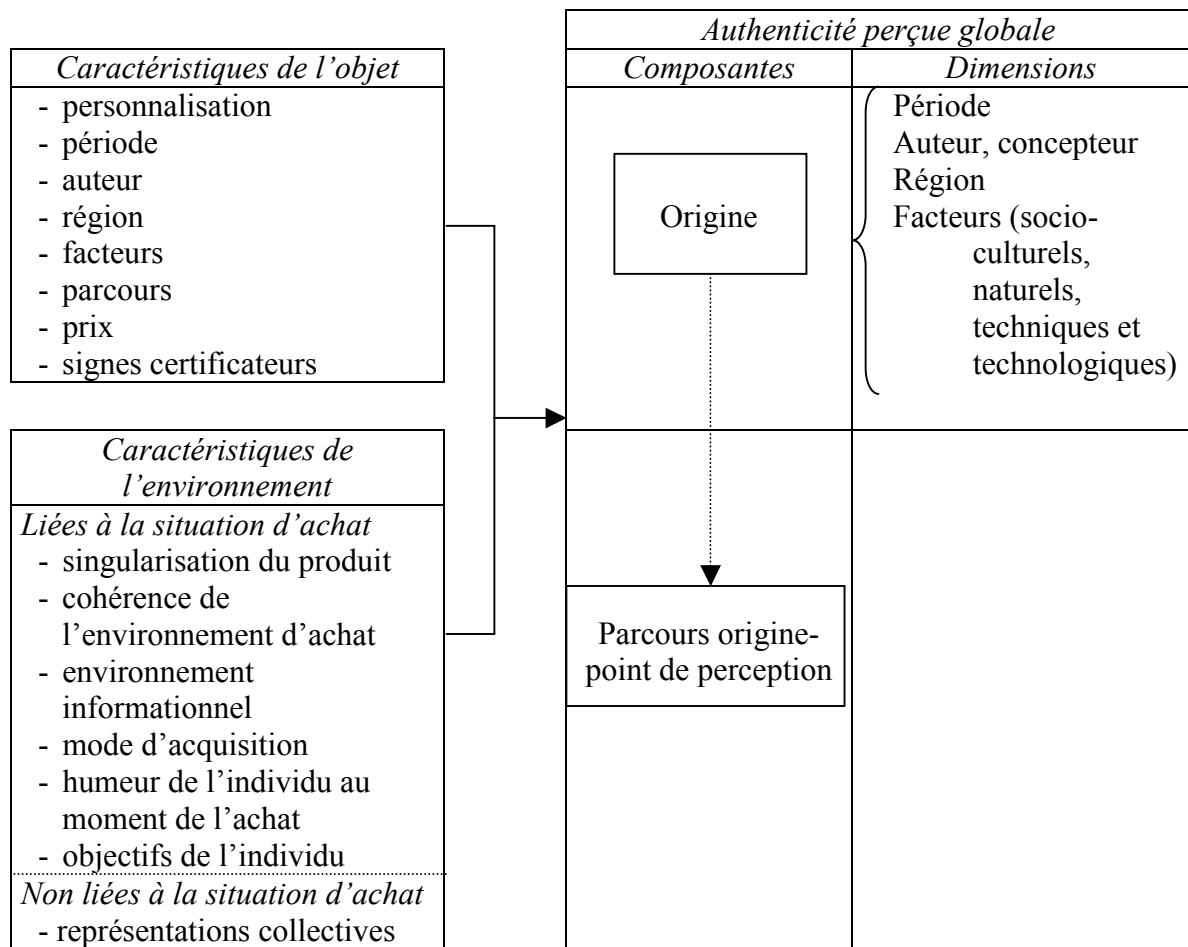 Caractéristiques de l’objet
- personnalisation
- période
- auteur
- région
- facteurs
- parcours
- prix
- signes certificateurs
Caractéristiques de
l’environnement
Liées à la situation d’achat
- singularisation du produit
- cohérence de
l’environnement d’achat
- environnement
informationnel
- mode d’acquisition
- humeur de l’individu au
moment de l’achat
- objectifs de l’individu
Non liées à la situation d’achat
- représentations collectives
Authenticité perçue globale
Composantes
Dimensions
Origine
Période
Auteur, concepteur
Région
Facteurs (socio-
culturels,
naturels,
techniques et
technologiques)
Parcours origine-
point de perception